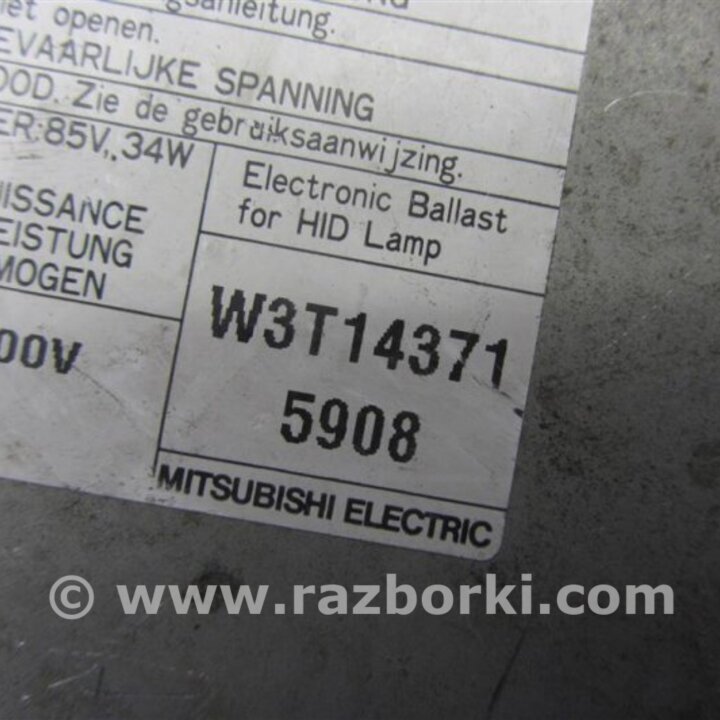 anleitung.
openen.
EVAARLIJKE SPANNING
OOD. Zie de gebruiksaanwijzing.
ER:85V,.34W
Electronic Ballast
for HID Lamp
ISSANCE
EISTUNG
MOGEN
W3T14371
00V
5908
MITSUBISHI ELECTRIC
© www.razborki.com